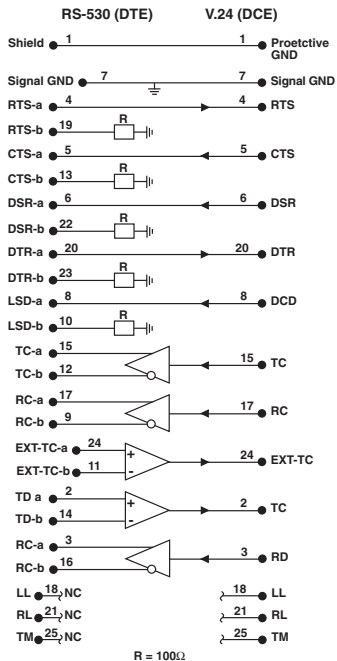 RS-530 (DTE) V.24 (DCE)
Shield 1 1 Proetctive
GND
Signal GND 7 7 Signal GND
RTS-a 4 4 RTS
RTS-b 19 R
CTS-a 5 5 CTS
CTS-b 13 R
DSR-a 6 6 DSR
DSR-b 22 R
DTR-a 20 20 DTR
DTR-b 23 R
LSD-a 8 8 DCD
LSD-b 10 R
TC-a 15 15 TC
TC-b 12
RC-a 17 17 RC
RC-b 9
EXT-TC-a 24 + 24 EXT-TC
EXT-TC-b 11 -
TD a 2 + 2 TC
TD-b 14 -
RC-a 3 3 RD
RC-b 16
LL 18 NC 18 LL
RL 21 NC 21 RL
TM 25 NC 25 TM
R = 100Ω